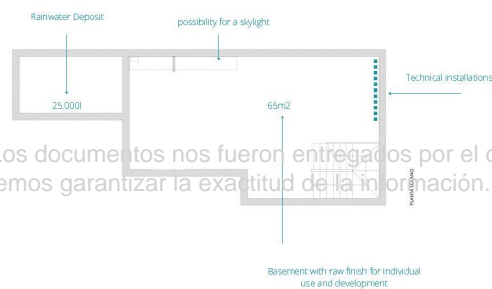 Rainwater Deposit
possibility for a skylight
Technical installations
25.000l
65m2
Los documentos nos fueron entregados por el
emos garantizar la exactitud de la información.
PLANTA SOTANO
Basement with raw finish for individual
use and development